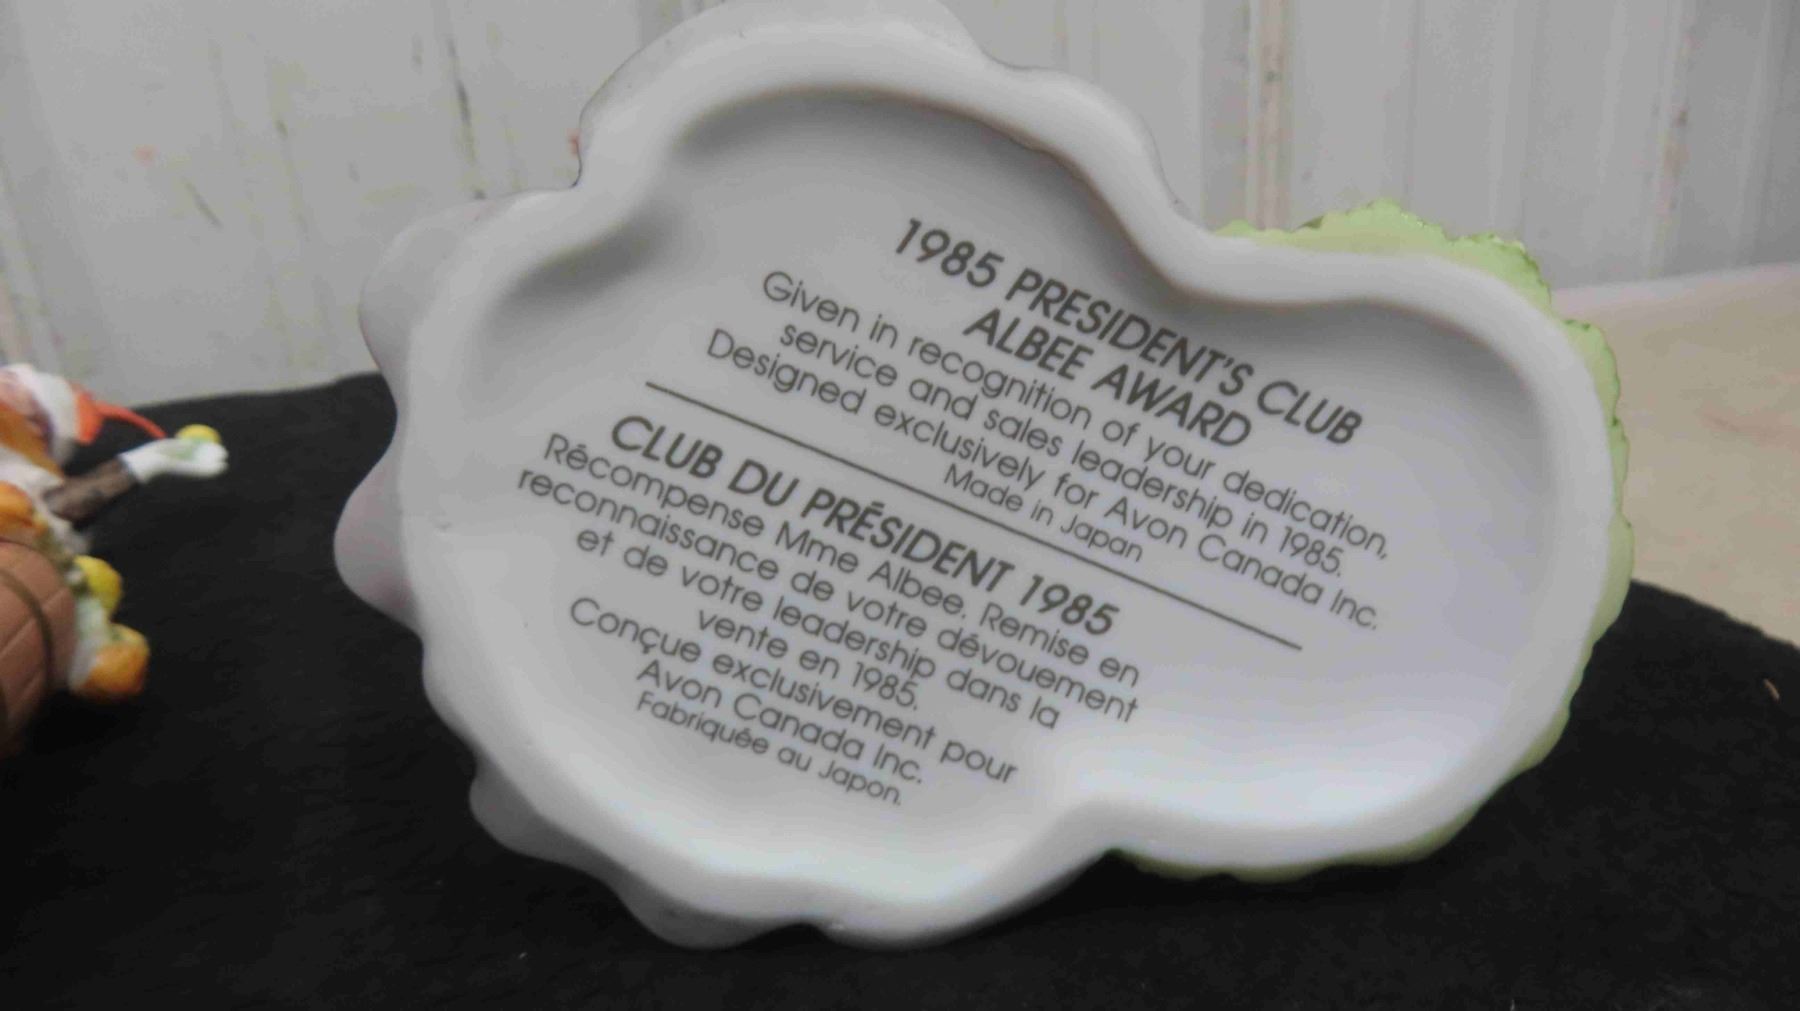 1985 PRESIDENT'S CLUB
ALBEE AWARD
Given in recognition of your dedication,
service and sales leadership in 1985.
Designed exclusively for Avon Canada Inc.
Made in Japan
CLUB DU PRÉSIDENT 1985
Récompense Mme Albee. Remise en
reconnaissance de votre dévouement
et de votre leadership dans la
vente en 1985.
Conçue exclusivement pour
Avon Canada Inc.
Fabriquée au Japon.